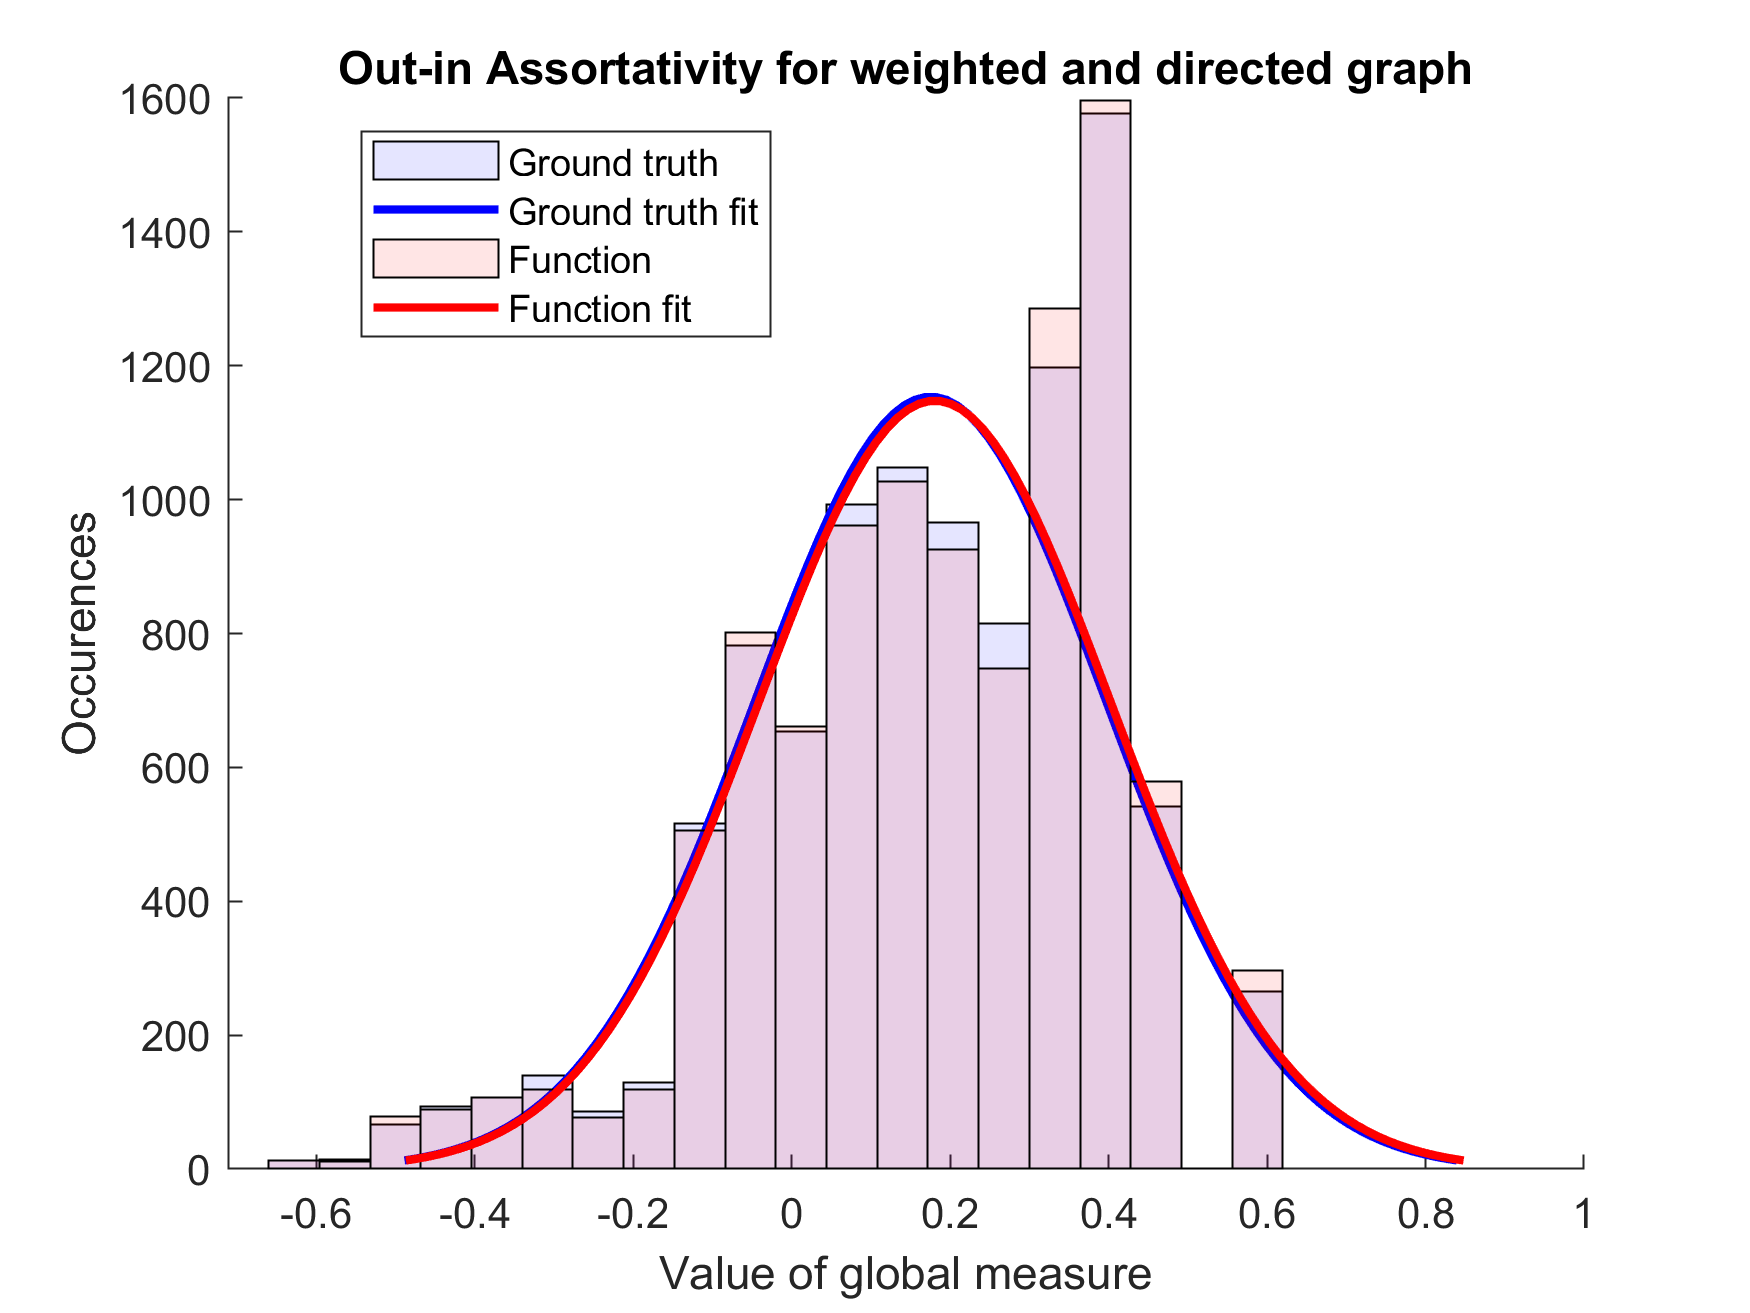 Out-in Assortativity for weighted and directed graph
1600
1400
1200
1000
800
600
400
200
0
Ground truth
Ground truth fit
Function
Function fit
Occurences
-0.6 -0.4 -0.2 0 0.2 0.4 0.6 0.8 1
Value of global measure